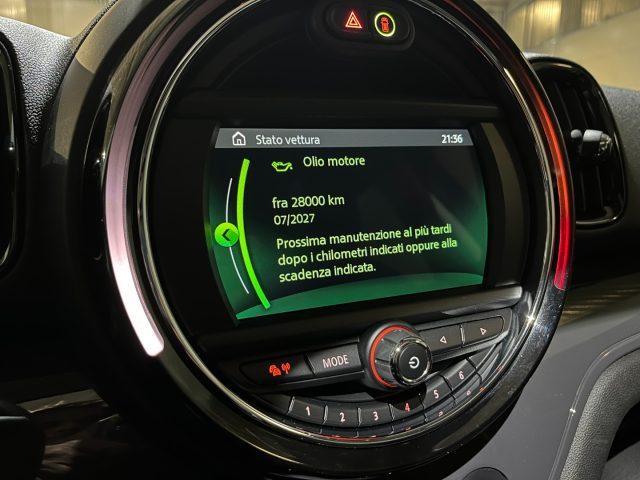 Stato vettura 21:36
Olio motore
fra 28000 km
07/2027
Prossima manutenzione al più tardi
dopo i chilometri indicati oppure alla
scadenza indicata.
MODE
1 2 3 4 5 6